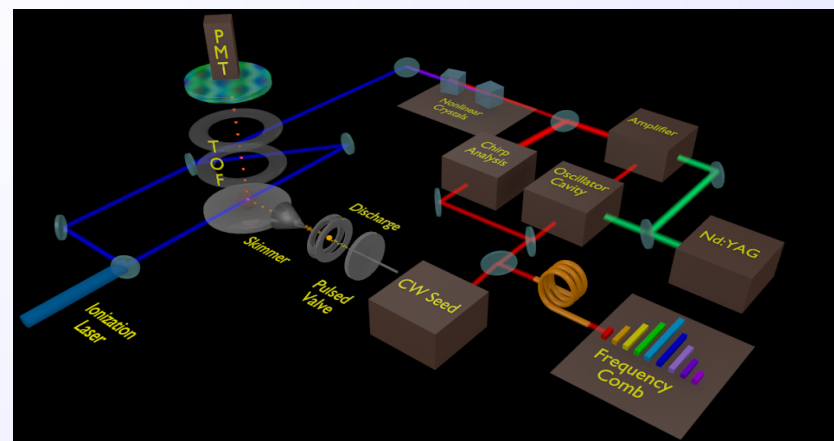 P
M
T
Nonlinear
Crystals
Amplifier
Chirp
Analysis
T
O
F
Oscillator
Cavity
Discharge
Skimmer
Nd:YAG
Pulsed
Valve
CW Seed
Ionization
Laser
Frequency
Comb